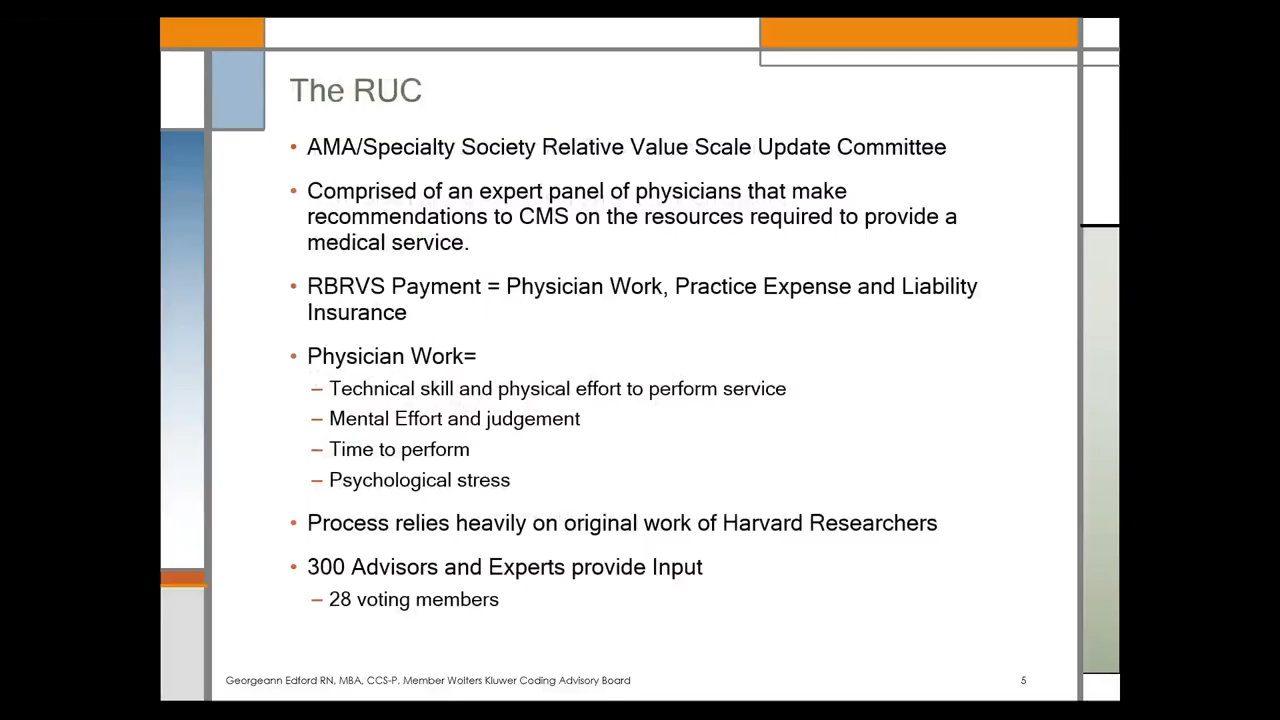 The RUC
• AMA/Specialty Society Relative Value Scale Update Committee
• Comprised of an expert panel of physicians that make
recommendations to CMS on the resources required to provide a
medical service.
• RBRVS Payment = Physician Work, Practice Expense and Liability
Insurance
• Physician Work=
– Technical skill and physical effort to perform service
– Mental Effort and judgement
– Time to perform
– Psychological stress
• Process relies heavily on original work of Harvard Researchers
• 300 Advisors and Experts provide Input
– 28 voting members
Georgeann Edford RN, MBA, CCS-P, Member Wolters Kluwer Coding Advisory Board
5